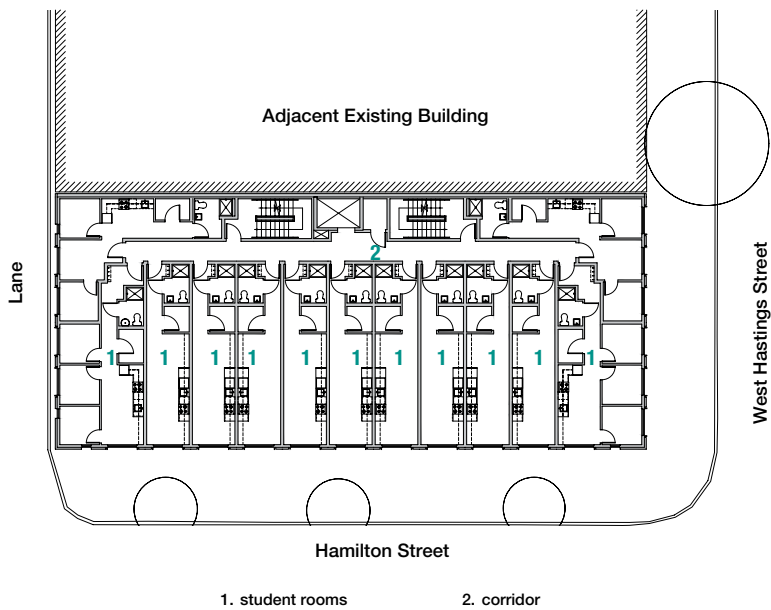 Adjacent Existing Building
Lane
West Hastings Street
2
1 1 1 1 1 1 1 1 1 1 1
Hamilton Street
1. student rooms 2. corridor